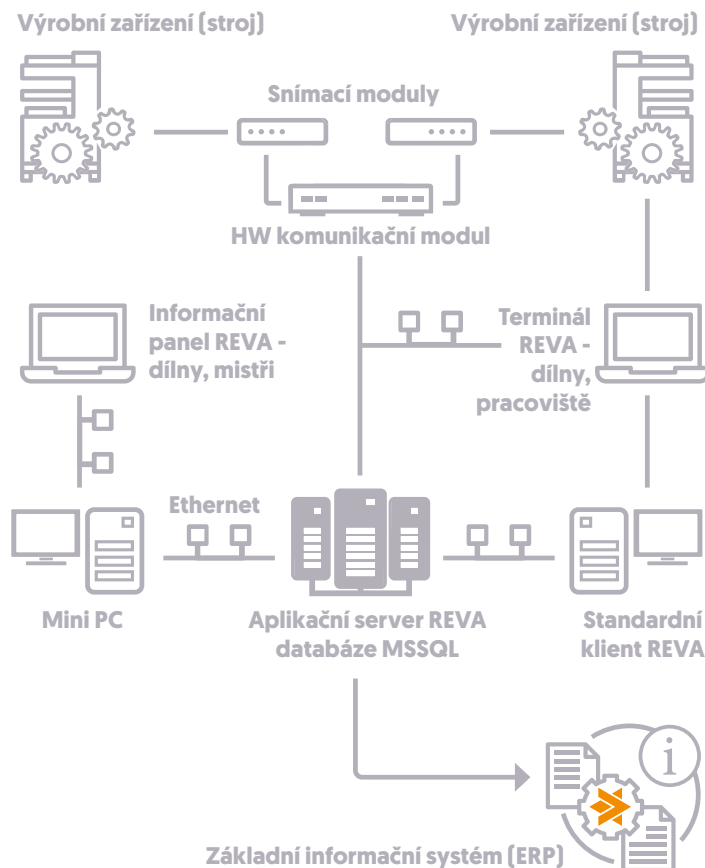 Výrobní zařízení (stroj)
Výrobní zařízení (stroj)
Snímací moduly
HW komunikační modul
Informační
panel REVA -
dílny, mistři
Terminál
REVA -
dílny,
pracoviště
Ethernet
Mini PC
Aplikační server REVA
databáze MSSQL
Standardní
klient REVA
i
Základní informační systém (ERP)